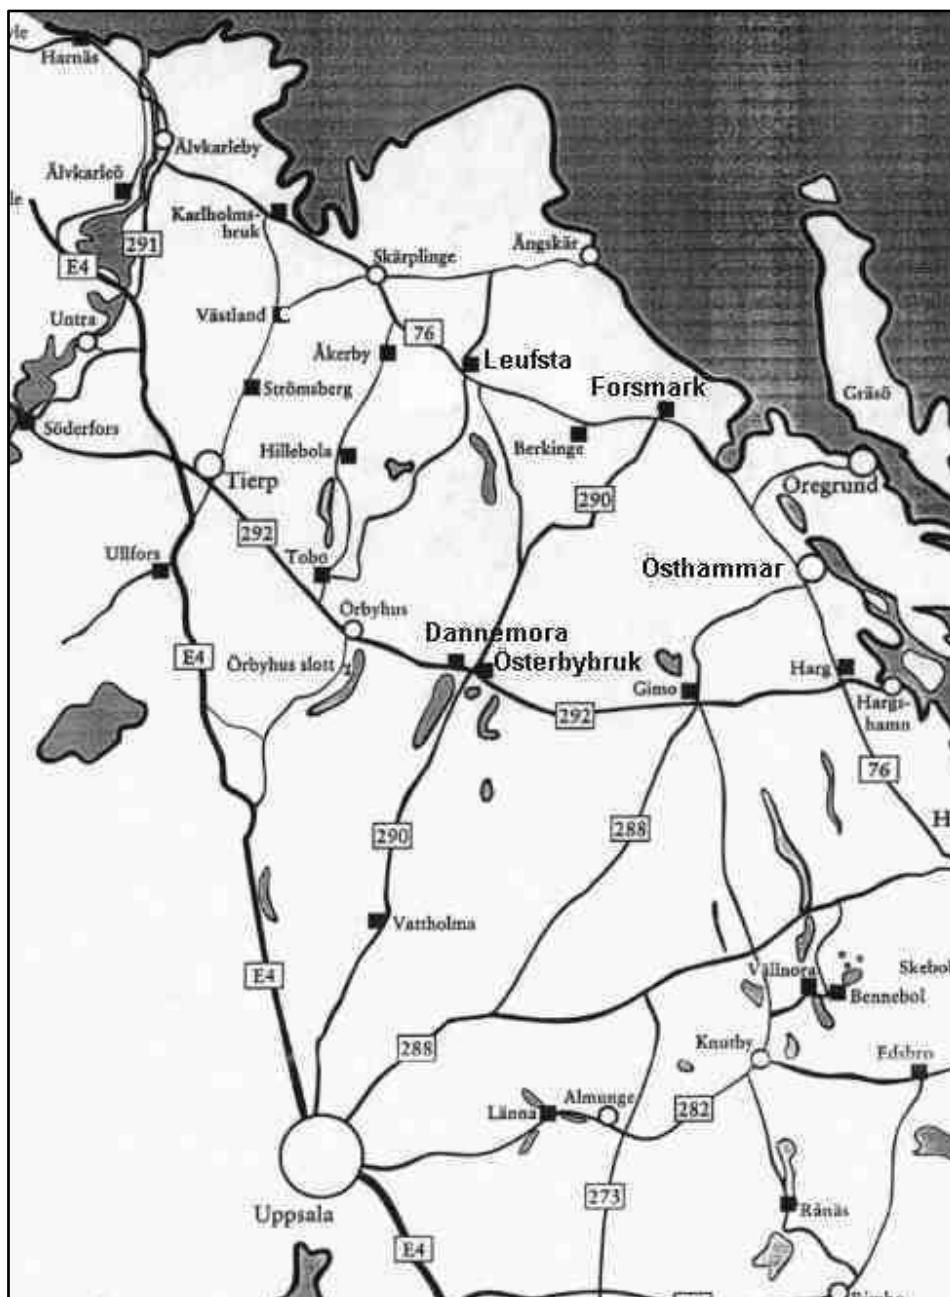 Harnäs
Älvkarleby
Älvkarleö
Karlholms-
bruk
291
E4
Skärplinge
Ängskär
Untra
Västland
76
Åkerby
Leufsta
Forsmark
Gräsö
Strömsberg
Söderfors
Hillebola
Berkinge
Tierp
Öregrund
290
292
Ullfors
Tobo
Östhammar
Örbyhus
Dannemora
E4
Österbybruk
Örbyhus slott
Gimo
Harg
292
Hargs-
hamn
76
290
288
Vattholma
E4
Vällnora
Bennebol
288
Knutby
Edsbro
Länna
Almunge
282
273
Rånäs
Uppsala
E4